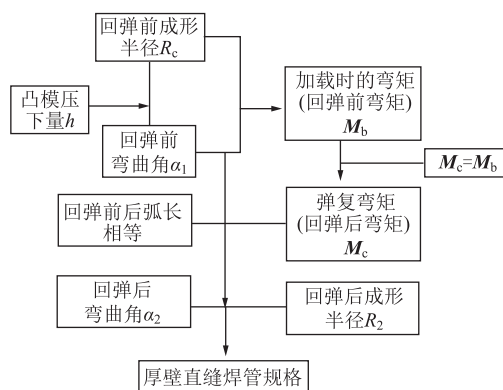 回弹前成形
半径Rc
凸模压
下量h
回弹前
弯曲角α1
加载时的弯矩
(回弹前弯矩)
Mb
Mc=Mb
回弹前后弧长
相等
弹复弯矩
(回弹后弯矩)
Mc
回弹后
弯曲角α2
回弹后成形
半径R2
厚壁直缝焊管规格